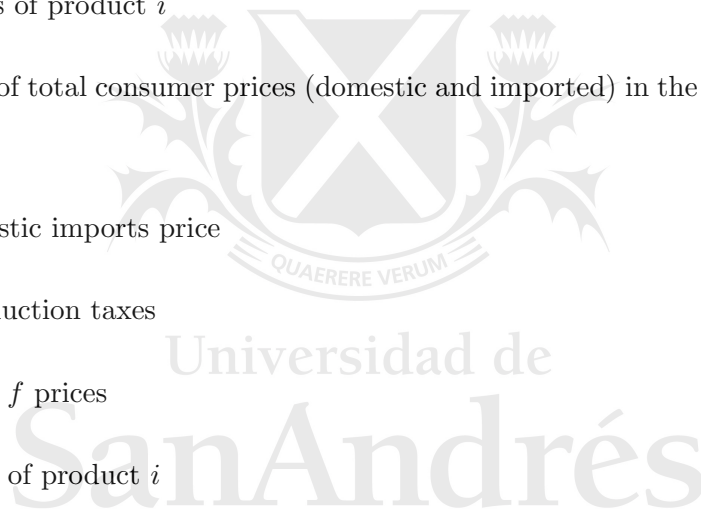 s of product i
of total consumer prices (domestic and imported) in the
stic imports price
QUAERERE VERUM
uction taxes
Universidad de
f prices
SanAndrés
of product i